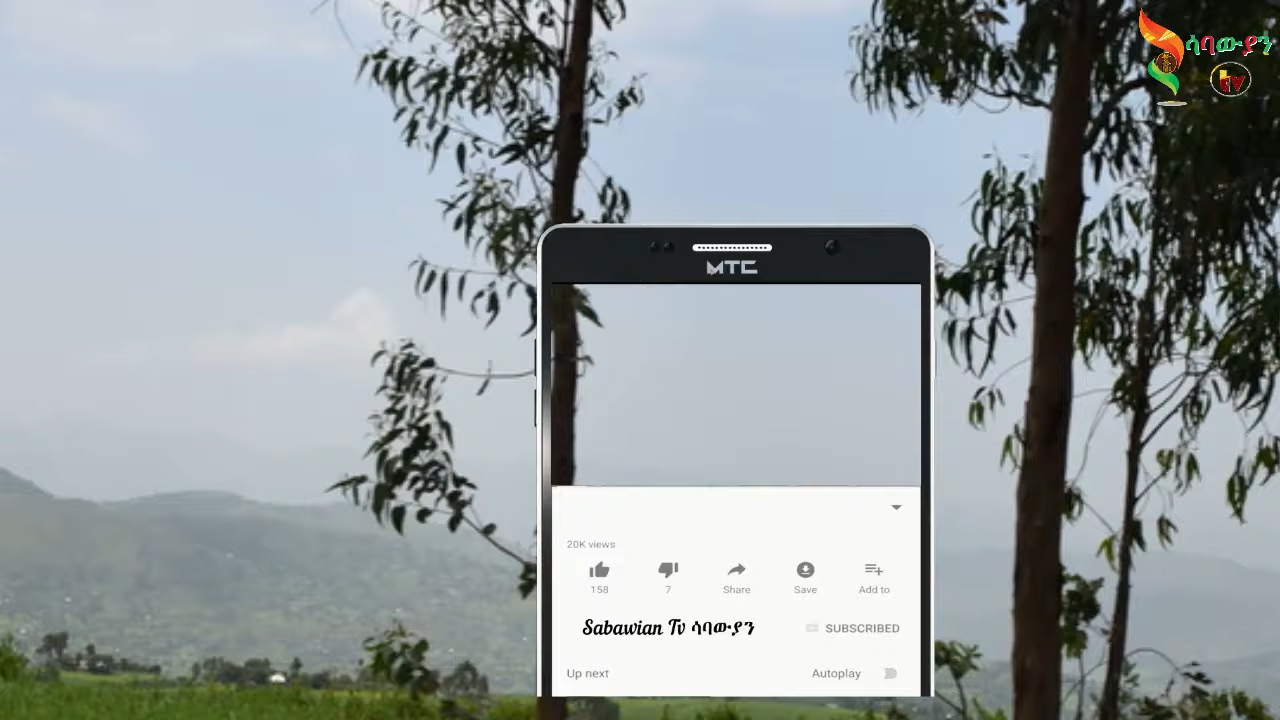 ሳባውያን
tv
MTC
20K views
158
7
Share
Save
Add to
Sabawian Tv ሳባውያን
SUBSCRIBED
Up next
Autoplay